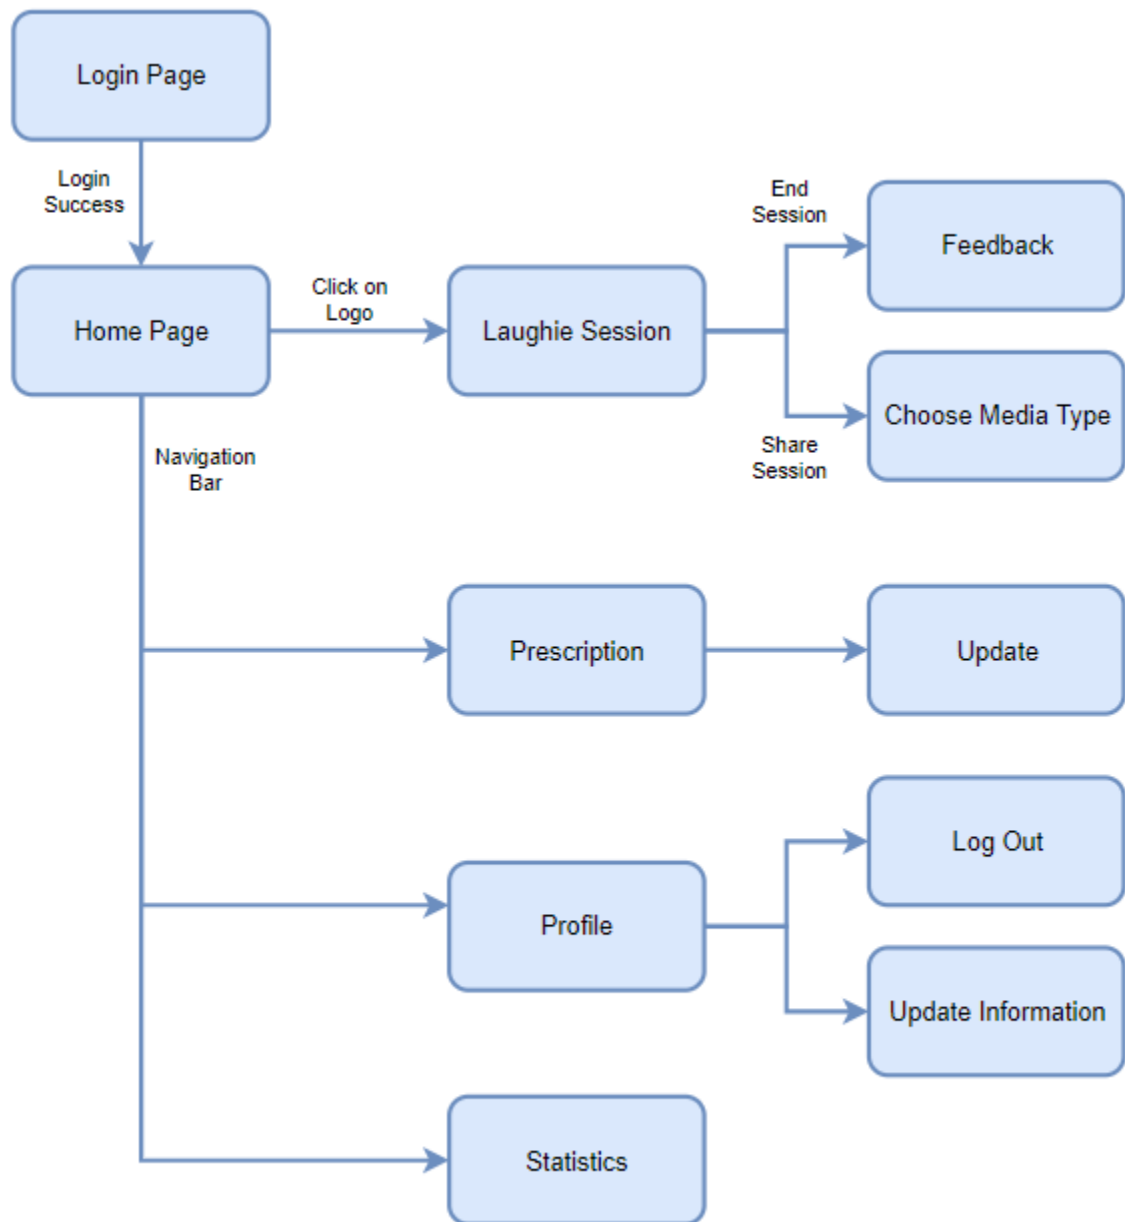 Login Page
Login
Success
End
Session
Feedback
Home Page
Click on
Logo
Laughie Session
Choose Media Type
Share
Session
Navigation
Bar
Prescription
Update
Log Out
Profile
Update Information
Statistics